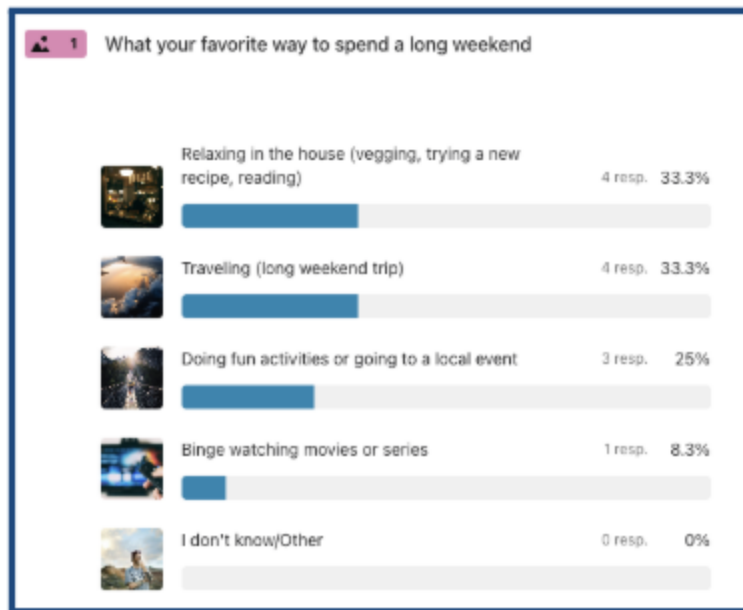 1 What your favorite way to spend a long weekend
Relaxing in the house (vegging, trying a new
recipe, reading) 4 resp. 33.3%
Traveling (long weekend trip) 4 resp. 33.3%
Doing fun activities or going to a local event 3 resp. 25%
Binge watching movies or series 1 resp. 8.3%
I don't know/Other 0 resp. 0%